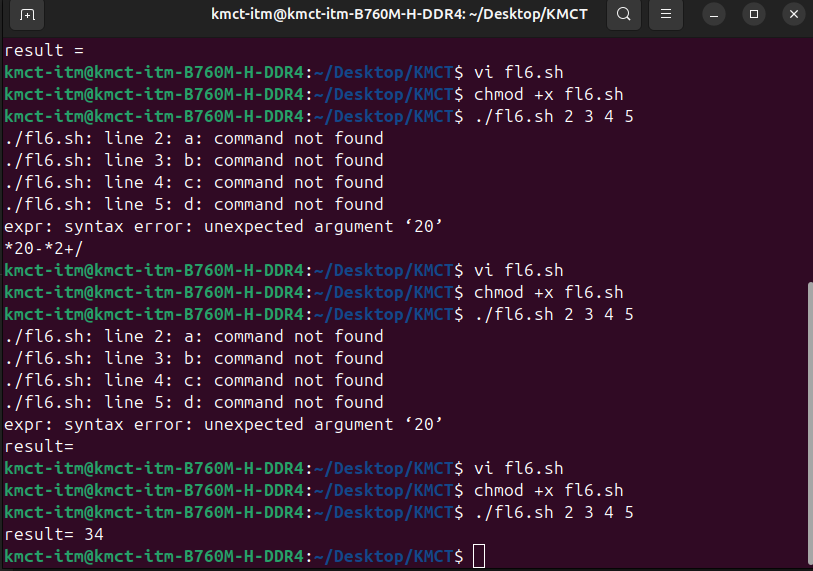 kmct-itm@kmct-itm-B760M-H-DDR4: ~/Desktop/KMCT
result =
kmct-itm@kmct-itm-B760M-H-DDR4:~/Desktop/KMCT$ vi fl6.sh
kmct-itm@kmct-itm-B760M-H-DDR4:~/Desktop/KMCT$ chmod +x fl6.sh
kmct-itm@kmct-itm-B760M-H-DDR4:~/Desktop/KMCT$ ./fl6.sh 2 3 4 5
./fl6.sh: line 2: a: command not found
./fl6.sh: line 3: b: command not found
./fl6.sh: line 4: c: command not found
./fl6.sh: line 5: d: command not found
expr: syntax error: unexpected argument ‘20’
*20-*2+/
kmct-itm@kmct-itm-B760M-H-DDR4:~/Desktop/KMCT$ vi fl6.sh
kmct-itm@kmct-itm-B760M-H-DDR4:~/Desktop/KMCT$ chmod +x fl6.sh
kmct-itm@kmct-itm-B760M-H-DDR4:~/Desktop/KMCT$ ./fl6.sh 2 3 4 5
./fl6.sh: line 2: a: command not found
./fl6.sh: line 3: b: command not found
./fl6.sh: line 4: c: command not found
./fl6.sh: line 5: d: command not found
expr: syntax error: unexpected argument ‘20’
result=
kmct-itm@kmct-itm-B760M-H-DDR4:~/Desktop/KMCT$ vi fl6.sh
kmct-itm@kmct-itm-B760M-H-DDR4:~/Desktop/KMCT$ chmod +x fl6.sh
kmct-itm@kmct-itm-B760M-H-DDR4:~/Desktop/KMCT$ ./fl6.sh 2 3 4 5
result= 34
kmct-itm@kmct-itm-B760M-H-DDR4:~/Desktop/KMCT$